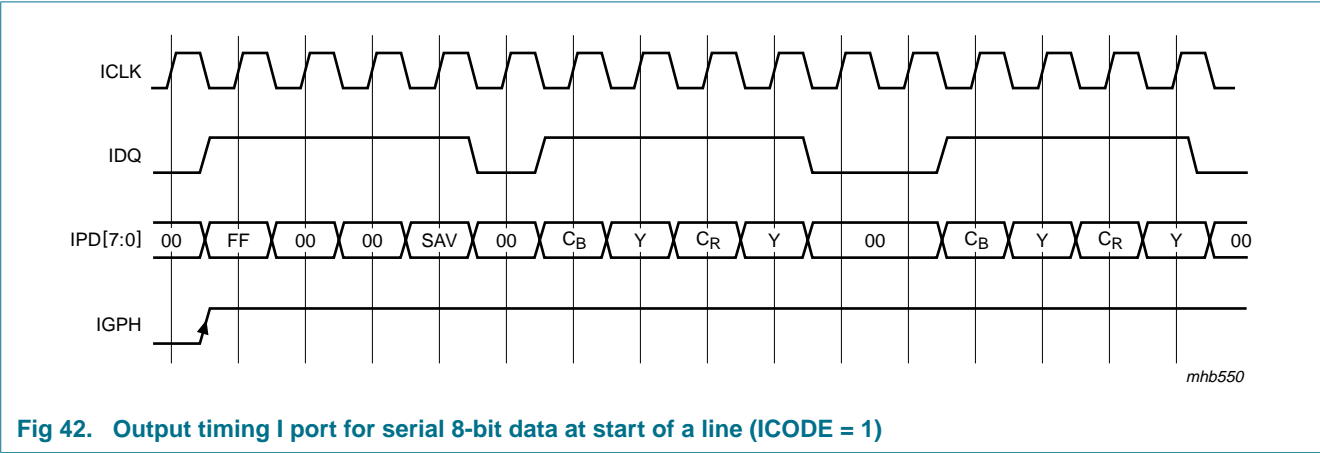 ICLK
IDQ
IPD[7:0] 00 FF 00 00 SAV 00 CB Y CR Y 00 CB Y CR Y 00
IGPH
mhb550
Fig 42. Output timing I port for serial 8-bit data at start of a line (ICODE = 1)